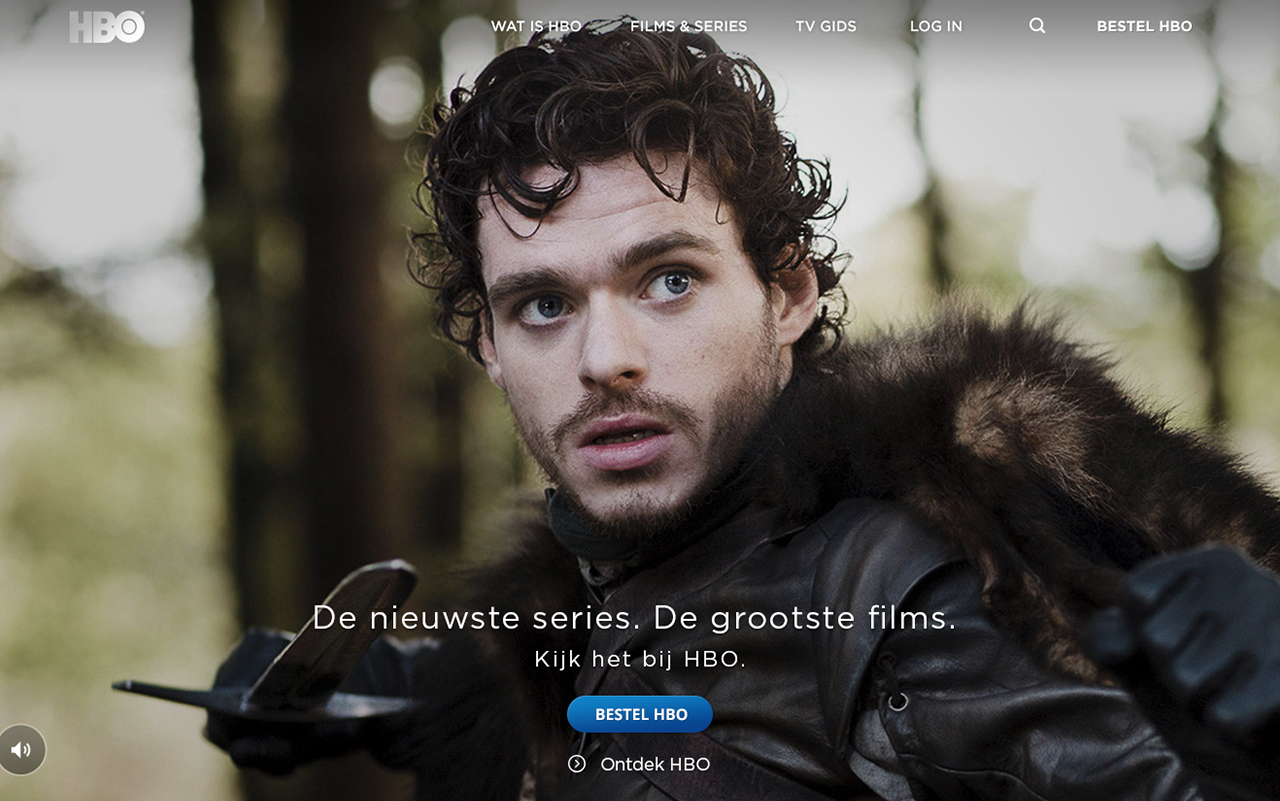 HBO®
WAT IS HBO
FILMS & SERIES
TV GIDS
LOG IN
BESTEL HBO
De nieuwste series. De grootste films.
Kijk het bij HBO.
BESTEL HBO
Ontdek HBO